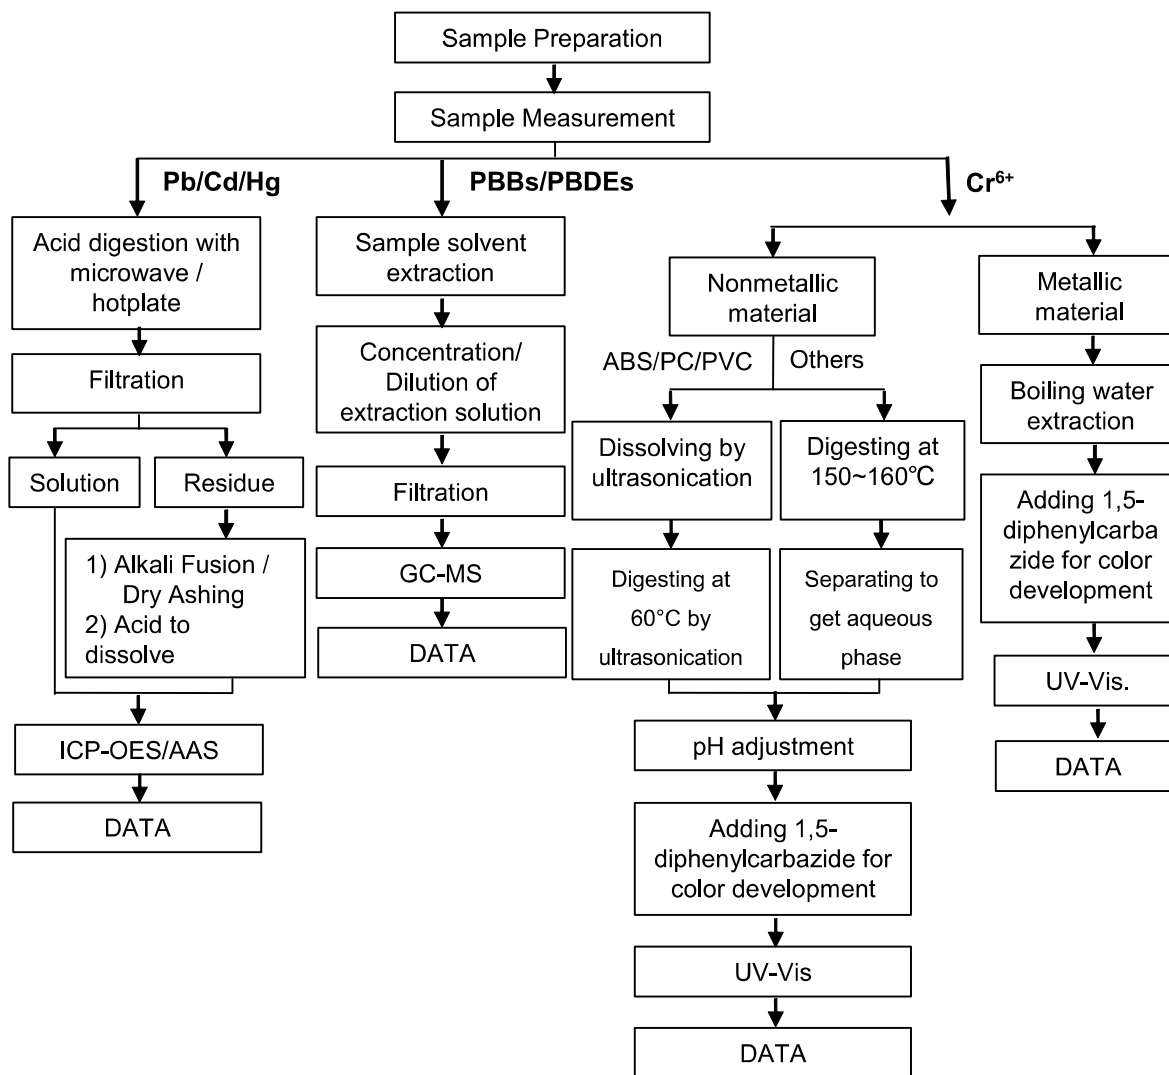 Sample Preparation
Sample Measurement
Pb/Cd/Hg
PBBs/PBDEs
Cr⁶⁺
Acid digestion with
microwave /
hotplate
Filtration
Solution
Residue
1) Alkali Fusion /
Dry Ashing
2) Acid to
dissolve
ICP-OES/AAS
DATA
Sample solvent
extraction
Concentration/
Dilution of
extraction solution
Filtration
GC-MS
DATA
Nonmetallic
material
ABS/PC/PVC
Others
Dissolving by
ultrasonication
Digesting at
60°C by
ultrasonication
Digesting at
150~160℃
Separating to
get aqueous
phase
pH adjustment
Adding 1,5-
diphenylcarbazide for
color development
UV-Vis
DATA
Metallic
material
Boiling water
extraction
Adding 1,5-
diphenylcarba
zide for color
development
UV-Vis.
DATA